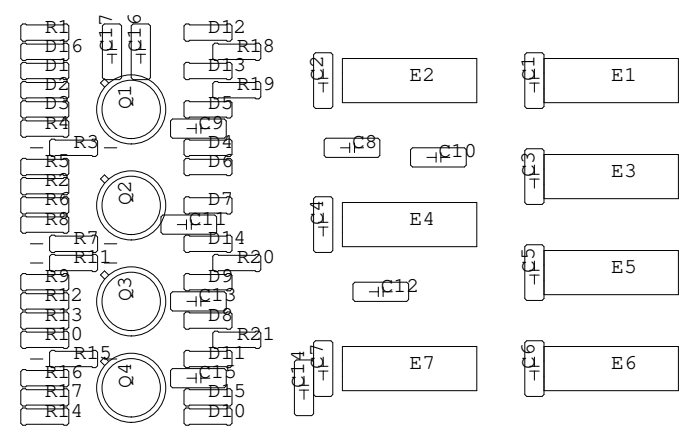 R1 C17 C16 D12
D16 R18
D1 D13 C2 E2 C1 E1
D2 R19
D3 Q1 D5
R4 C9
R3 D4 C8
R5 D6 C10 C3 E3
R2
R6 Q2 D7
R8 C11 C4 E4
R7 D14
R11 R20 C5 E5
R9 D9
R12 Q3 C13 C12
R13 D8
R10 R21
R15 D11 C7 E7 C6 E6
R16 Q4 C15 C14
R17 D15
R14 D10